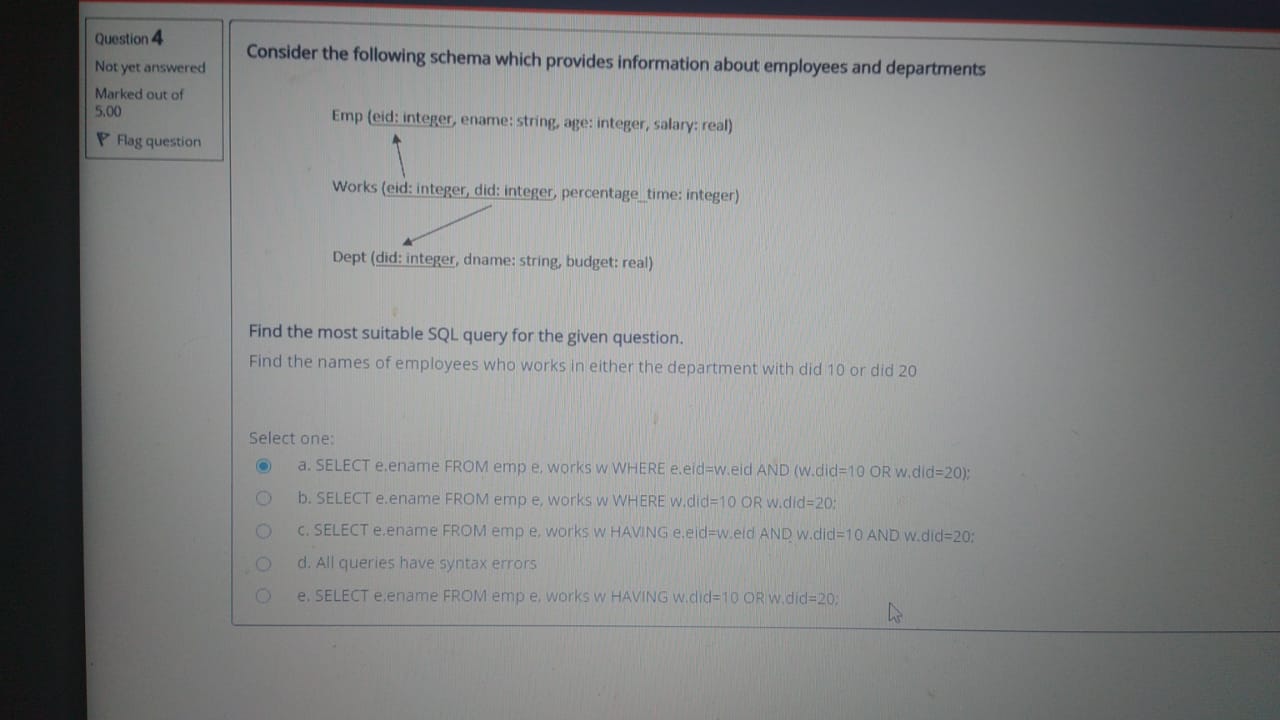 Question 4
Not yet answered
Marked out of
5.00
Flag question
Consider the following schema which provides information about employees and departments
Emp (eid: integer, ename: string, age: integer, salary: real)
Works (eid: integer, did: integer, percentage_time: integer)
Dept (did: integer, dname: string, budget: real)
Find the most suitable SQL query for the given question.
Find the names of employees who works in either the department with did 10 or did 20
Select one:
a. SELECT e.ename FROM emp e, works w WHERE e.eid=w.eid AND (w.did=10 OR w.did=20);
b. SELECT e.ename FROM emp e, works w WHERE w.did=10 OR w.did=20;
c. SELECT e.ename FROM emp e, works w HAVING e.eid=w.eid AND w.did=10 AND w.did=20;
d. All queries have syntax errors
e. SELECT e.ename FROM emp e, works w HAVING w.did=10 OR w.did=20;